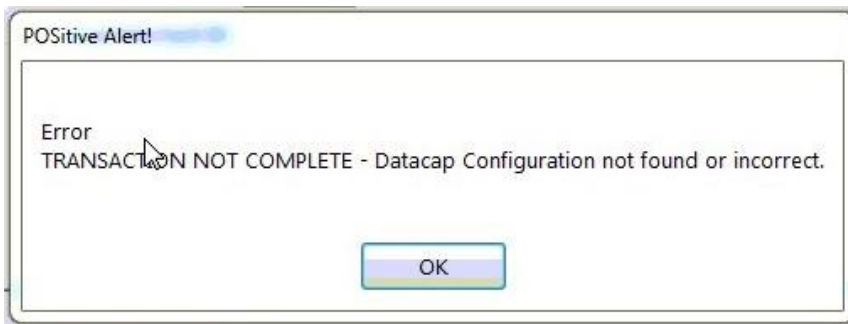 POSitive Alert!
Error
TRANSACTION NOT COMPLETE - Datacap Configuration not found or incorrect.
OK